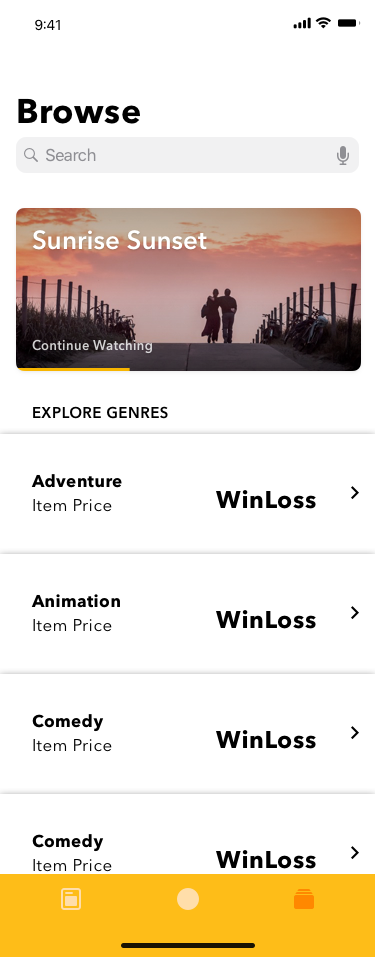 9:41
Browse
Search
Sunrise Sunset
Continue Watching
EXPLORE GENRES
Adventure
Item Price
WinLoss
Animation
Item Price
WinLoss
Comedy
Item Price
WinLoss
Comedy
Item Price
WinLoss